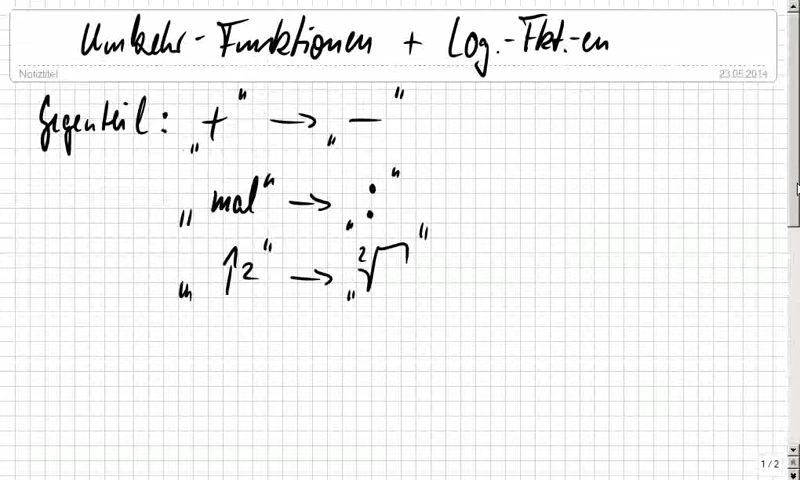 Umkehr-Funktionen + Log.-Fkt.-en
Notiztitel
23.05.2014
Gegenteil: „+" → „−"
„mal" → „:"
„↑2" → „²√"
1/2